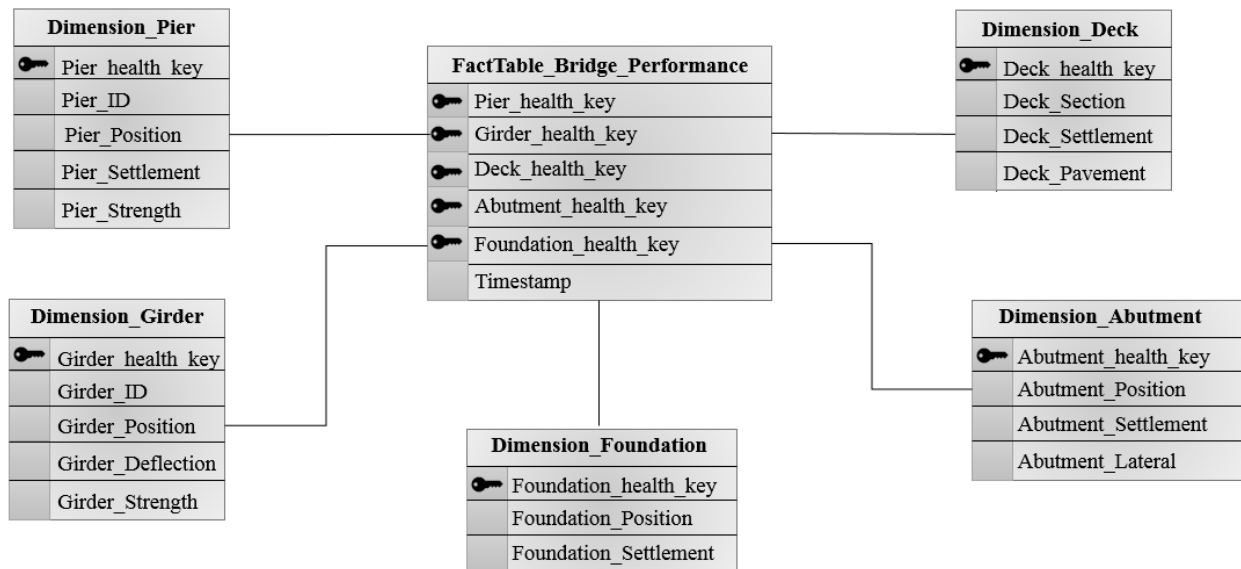 Dimension_Pier
Pier_health_key
Pier_ID
Pier_Position
Pier_Settlement
Pier_Strength
FactTable_Bridge_Performance
Pier_health_key
Girder_health_key
Deck_health_key
Abutment_health_key
Foundation_health_key
Timestamp
Dimension_Deck
Deck_health_key
Deck_Section
Deck_Settlement
Deck_Pavement
Dimension_Girder
Girder_health_key
Girder_ID
Girder_Position
Girder_Deflection
Girder_Strength
Dimension_Foundation
Foundation_health_key
Foundation_Position
Foundation_Settlement
Dimension_Abutment
Abutment_health_key
Abutment_Position
Abutment_Settlement
Abutment_Lateral